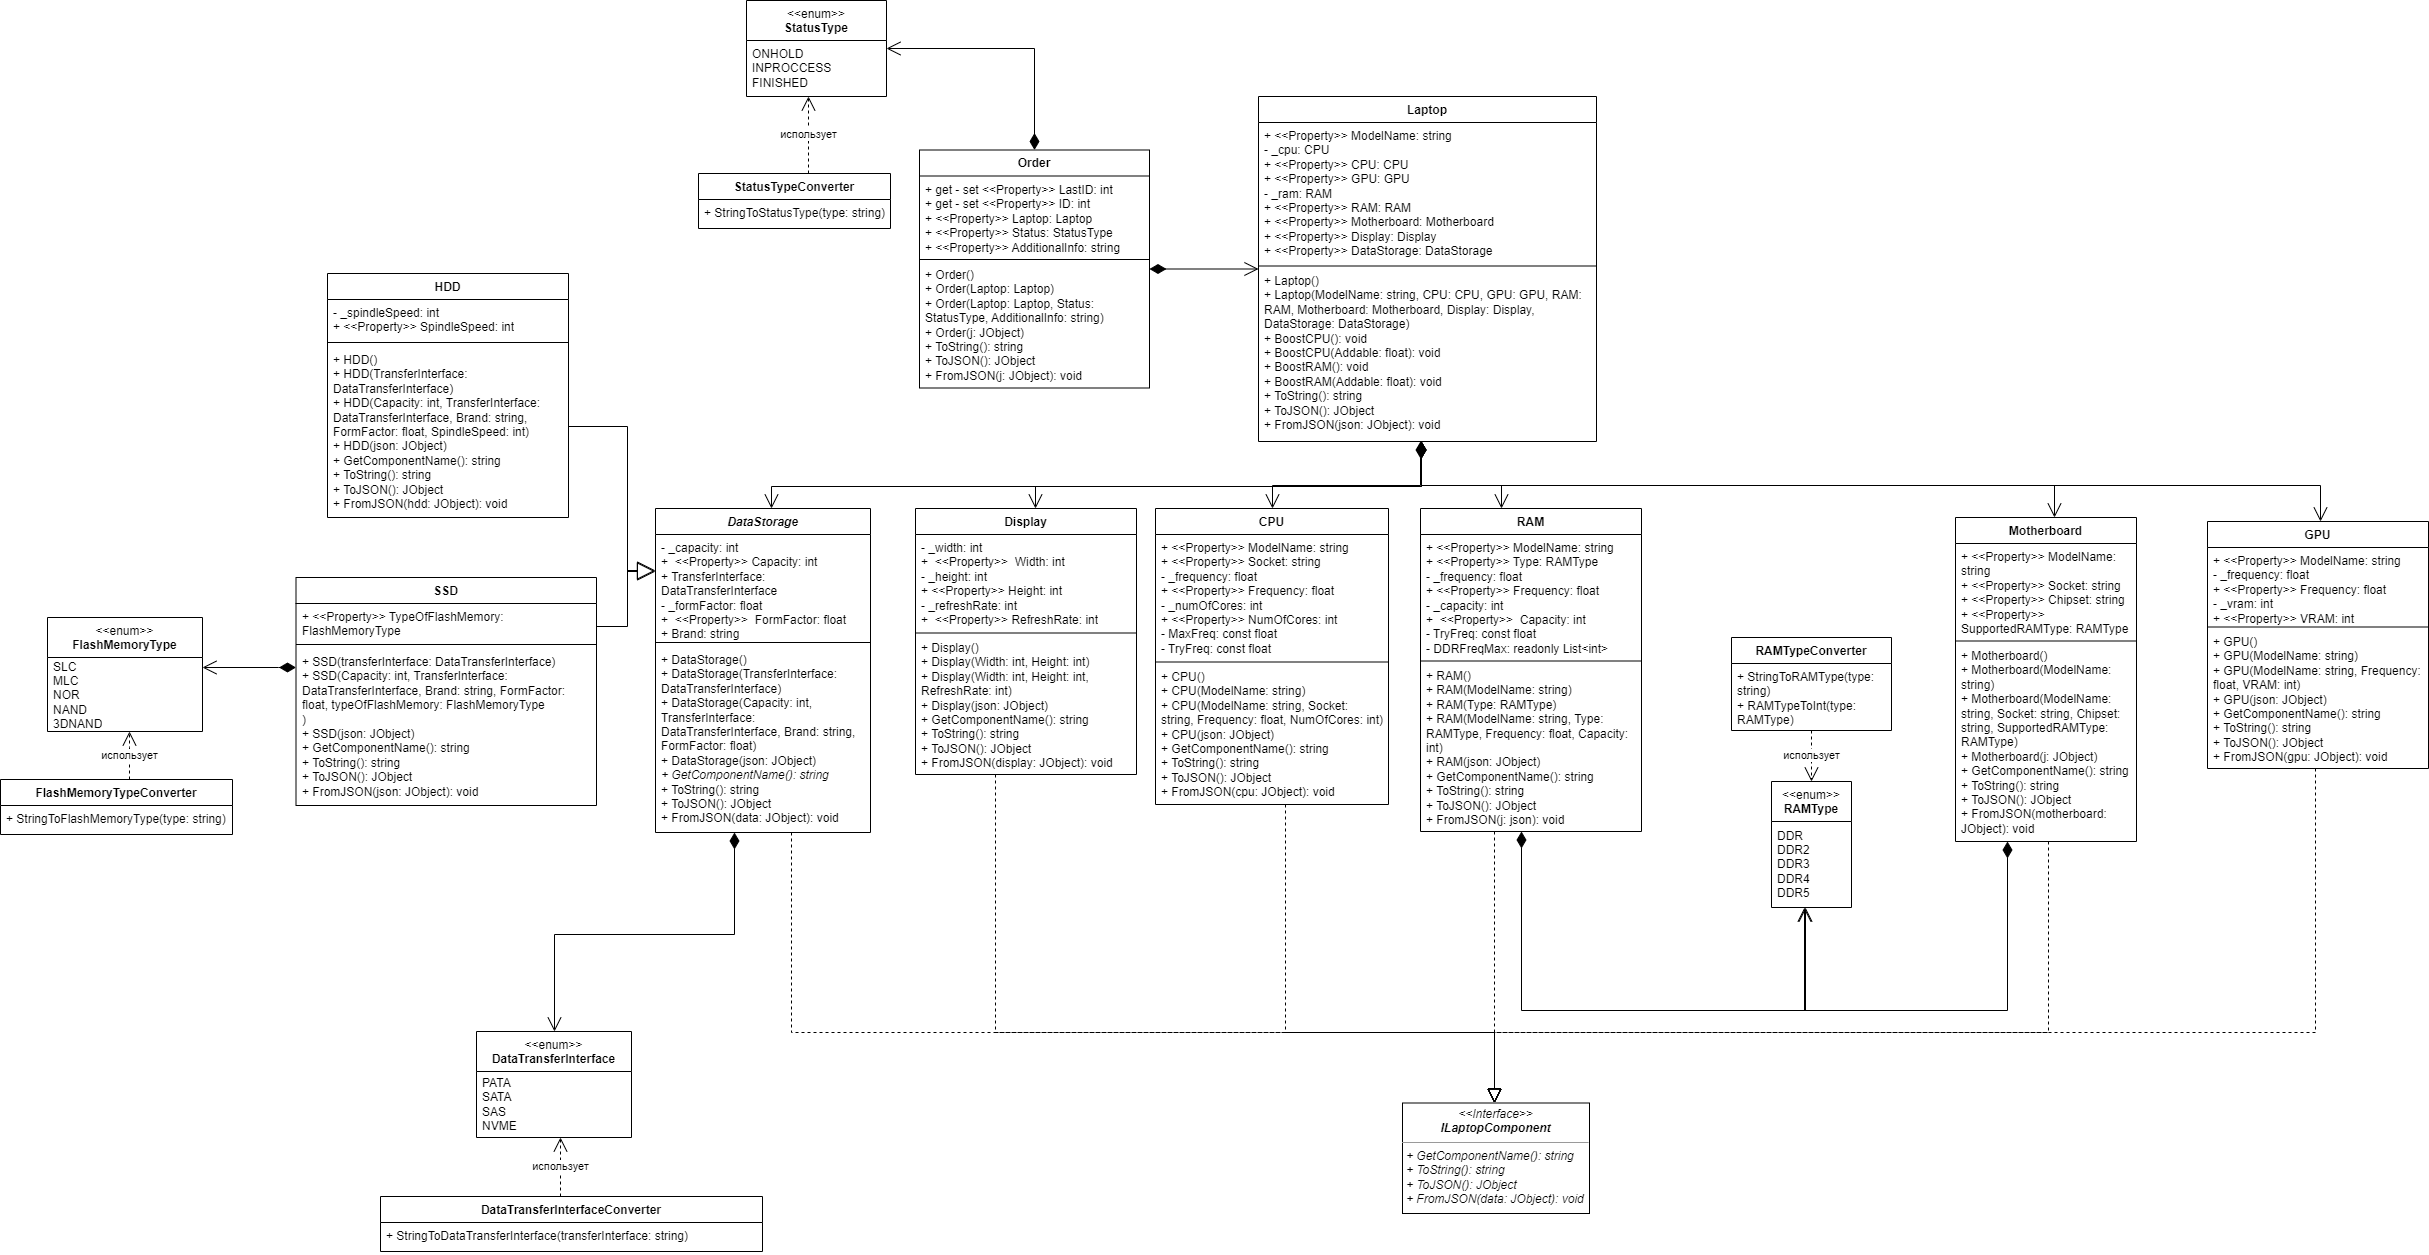 <<enum>>
StatusType
ONHOLD
INPROCCESS
FINISHED
использует
StatusTypeConverter
+ StringToStatusType(type: string)
Order
+ get - set <<Property>> LastID: int
+ get - set <<Property>> ID: int
+ <<Property>> Laptop: Laptop
+ <<Property>> Status: StatusType
+ <<Property>> AdditionalInfo: string
+ Order()
+ Order(Laptop: Laptop)
+ Order(Laptop: Laptop, Status:
StatusType, AdditionalInfo: string)
+ Order(j: JObject)
+ ToString(): string
+ ToJSON(): JObject
+ FromJSON(j: JObject): void
Laptop
+ <<Property>> ModelName: string
- _cpu: CPU
+ <<Property>> CPU: CPU
+ <<Property>> GPU: GPU
- _ram: RAM
+ <<Property>> RAM: RAM
+ <<Property>> Motherboard: Motherboard
+ <<Property>> Display: Display
+ <<Property>> DataStorage: DataStorage
+ Laptop()
+ Laptop(ModelName: string, CPU: CPU, GPU: GPU, RAM:
RAM, Motherboard: Motherboard, Display: Display,
DataStorage: DataStorage)
+ BoostCPU(): void
+ BoostCPU(Addable: float): void
+ BoostRAM(): void
+ BoostRAM(Addable: float): void
+ ToString(): string
+ ToJSON(): JObject
+ FromJSON(json: JObject): void
HDD
- _spindleSpeed: int
+ <<Property>> SpindleSpeed: int
+ HDD()
+ HDD(TransferInterface:
DataTransferInterface)
+ HDD(Capacity: int, TransferInterface:
DataTransferInterface, Brand: string,
FormFactor: float, SpindleSpeed: int)
+ HDD(json: JObject)
+ GetComponentName(): string
+ ToString(): string
+ ToJSON(): JObject
+ FromJSON(hdd: JObject): void
SSD
+ <<Property>> TypeOfFlashMemory:
FlashMemoryType
+ SSD(transferInterface: DataTransferInterface)
+ SSD(Capacity: int, TransferInterface:
DataTransferInterface, Brand: string, FormFactor:
float, typeOfFlashMemory: FlashMemoryType
)
+ SSD(json: JObject)
+ GetComponentName(): string
+ ToString(): string
+ ToJSON(): JObject
+ FromJSON(json: JObject): void
<<enum>>
FlashMemoryType
SLC
MLC
NOR
NAND
3DNAND
использует
FlashMemoryTypeConverter
+ StringToFlashMemoryType(type: string)
DataStorage
- _capacity: int
+ <<Property>> Capacity: int
+ TransferInterface:
DataTransferInterface
- _formFactor: float
+ <<Property>> FormFactor: float
+ Brand: string
+ DataStorage()
+ DataStorage(TransferInterface:
DataTransferInterface)
+ DataStorage(Capacity: int,
TransferInterface:
DataTransferInterface, Brand: string,
FormFactor: float)
+ DataStorage(json: JObject)
+ GetComponentName(): string
+ ToString(): string
+ ToJSON(): JObject
+ FromJSON(data: JObject): void
Display
- _width: int
+ <<Property>> Width: int
- _height: int
+ <<Property>> Height: int
- _refreshRate: int
+ <<Property>> RefreshRate: int
+ Display()
+ Display(Width: int, Height: int)
+ Display(Width: int, Height: int,
RefreshRate: int)
+ Display(json: JObject)
+ GetComponentName(): string
+ ToString(): string
+ ToJSON(): JObject
+ FromJSON(display: JObject): void
CPU
+ <<Property>> ModelName: string
+ <<Property>> Socket: string
- _frequency: float
+ <<Property>> Frequency: float
- _numOfCores: int
+ <<Property>> NumOfCores: int
- MaxFreq: const float
- TryFreq: const float
+ CPU()
+ CPU(ModelName: string)
+ CPU(ModelName: string, Socket:
string, Frequency: float, NumOfCores: int)
+ CPU(json: JObject)
+ GetComponentName(): string
+ ToString(): string
+ ToJSON(): JObject
+ FromJSON(cpu: JObject): void
RAM
+ <<Property>> ModelName: string
+ <<Property>> Type: RAMType
- _frequency: float
+ <<Property>> Frequency: float
- _capacity: int
+ <<Property>> Capacity: int
- TryFreq: const float
- DDRFreqMax: readonly List<int>
+ RAM()
+ RAM(ModelName: string)
+ RAM(Type: RAMType)
+ RAM(ModelName: string, Type:
RAMType, Frequency: float, Capacity:
int)
+ RAM(json: JObject)
+ GetComponentName(): string
+ ToString(): string
+ ToJSON(): JObject
+ FromJSON(j: json): void
RAMTypeConverter
+ StringToRAMType(type:
string)
+ RAMTypeToInt(type:
RAMType)
использует
<<enum>>
RAMType
DDR
DDR2
DDR3
DDR4
DDR5
Motherboard
+ <<Property>> ModelName:
string
+ <<Property>> Socket: string
+ <<Property>> Chipset: string
+ <<Property>>
SupportedRAMType: RAMType
+ Motherboard()
+ Motherboard(ModelName:
string)
+ Motherboard(ModelName:
string, Socket: string, Chipset:
string, SupportedRAMType:
RAMType)
+ Motherboard(j: JObject)
+ GetComponentName(): string
+ ToString(): string
+ ToJSON(): JObject
+ FromJSON(motherboard:
JObject): void
GPU
+ <<Property>> ModelName: string
- _frequency: float
+ <<Property>> Frequency: float
- _vram: int
+ <<Property>> VRAM: int
+ GPU()
+ GPU(ModelName: string)
+ GPU(ModelName: string, Frequency:
float, VRAM: int)
+ GPU(json: JObject)
+ GetComponentName(): string
+ ToString(): string
+ ToJSON(): JObject
+ FromJSON(gpu: JObject): void
<<enum>>
DataTransferInterface
PATA
SATA
SAS
NVME
использует
DataTransferInterfaceConverter
+ StringToDataTransferInterface(transferInterface: string)
<<Interface>>
ILaptopComponent
+ GetComponentName(): string
+ ToString(): string
+ ToJSON(): JObject
+ FromJSON(data: JObject): void